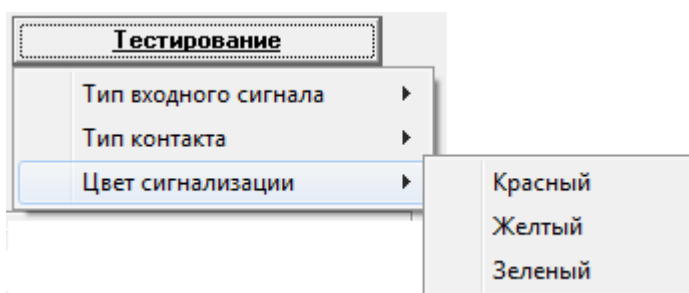 Тестирование
Тип входного сигнала
Тип контакта
Цвет сигнализации
Красный
Желтый
Зеленый